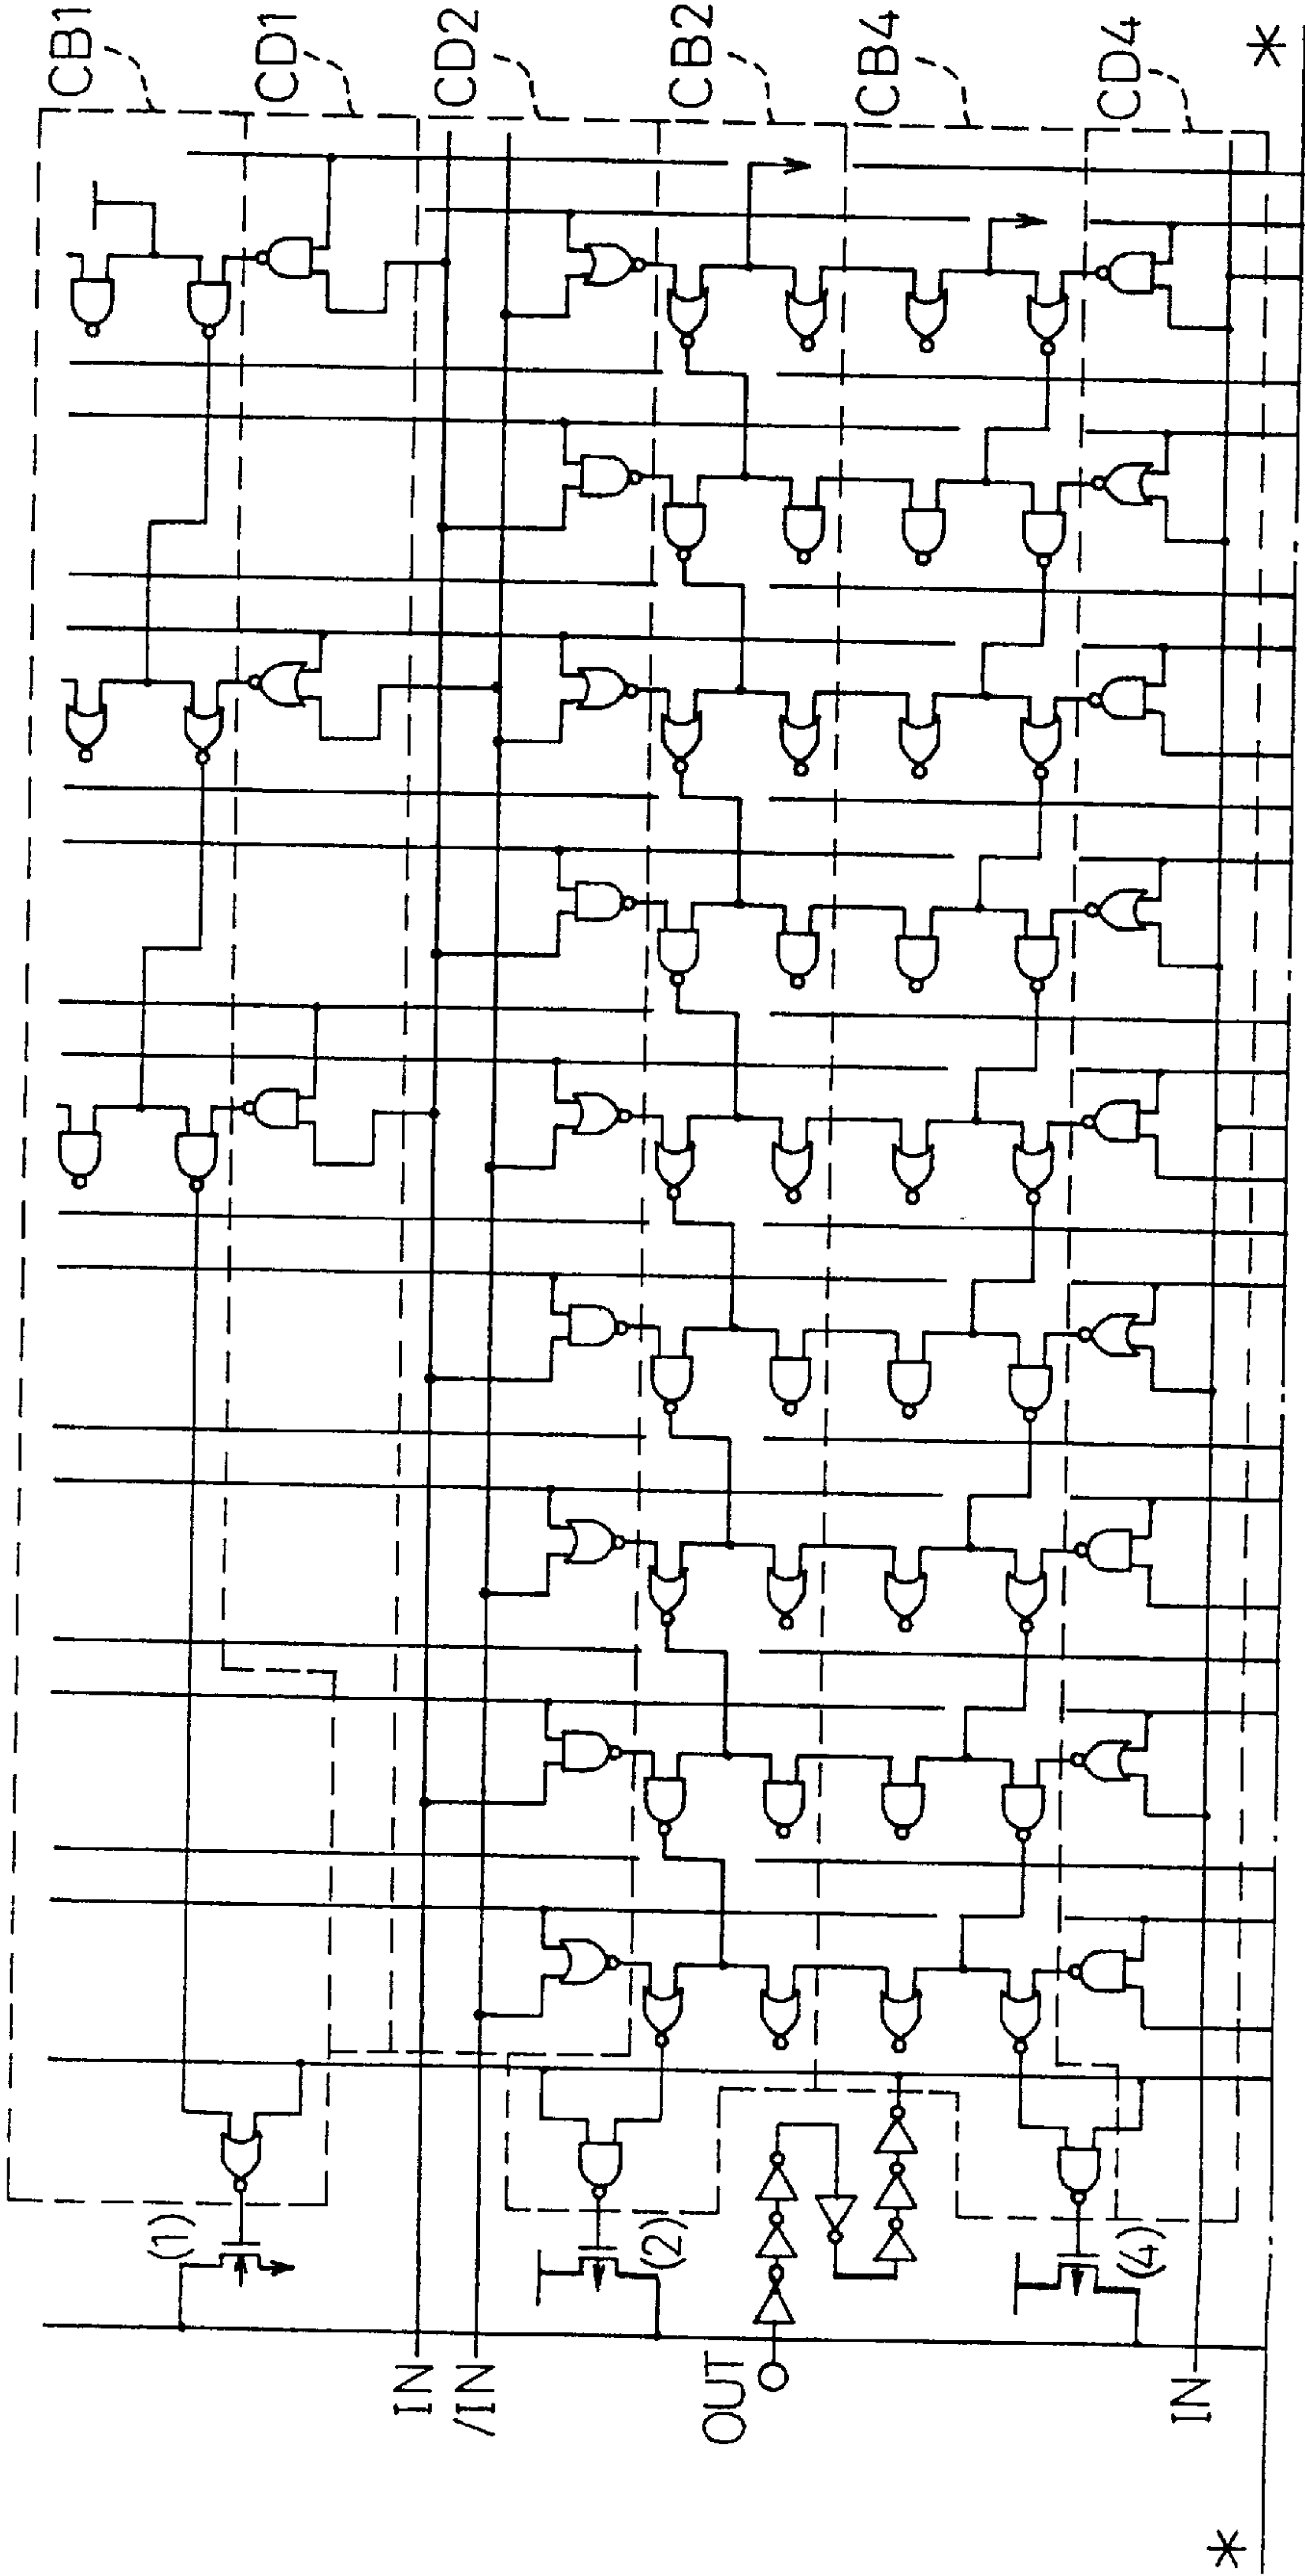 CB1
CD1
CD2
CB2
CB4
CD4
*
(1)
(2)
(4)
IN
/IN
OUT
IN
*